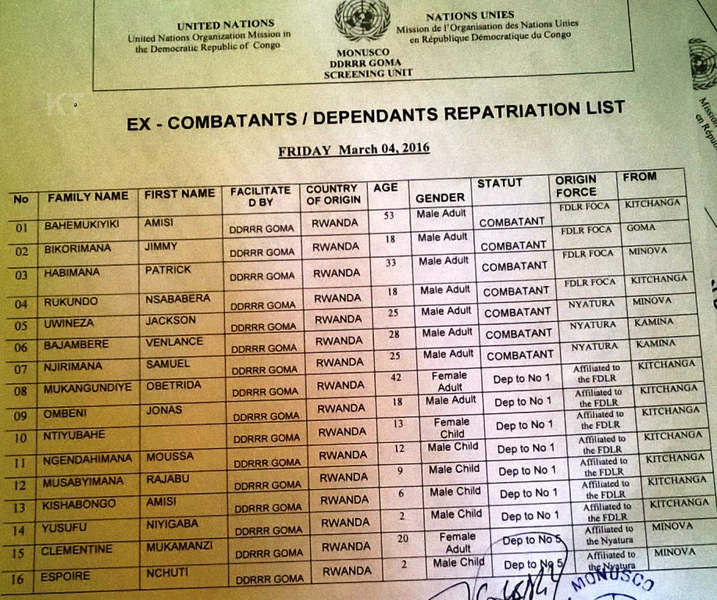 UNITED NATIONS
United Nations Organization Mission in
the Democratic Republic of Congo
NATIONS UNIES
Mission de l'Organisation des Nations Unies
en République Démocratique du Congo
MONUSCO
DDRRR GOMA
SCREENING UNIT
KT
EX - COMBATANTS / DEPENDANTS REPATRIATION LIST
FRIDAY March 04, 2016
No FAMILY NAME FIRST NAME FACILITATED BY COUNTRY OF ORIGIN AGE GENDER STATUT ORIGIN FORCE FROM
01 BAHEMUKIYIKI AMISI DDRRR GOMA RWANDA 53 Male Adult COMBATANT FDLR FOCA KITCHANGA
02 BIKORIMANA JIMMY DDRRR GOMA RWANDA 18 Male Adult COMBATANT FDLR FOCA GOMA
03 HABIMANA PATRICK DDRRR GOMA RWANDA 33 Male Adult COMBATANT FDLR FOCA MINOVA
04 RUKUNDO NSABABERA DDRRR GOMA RWANDA 18 Male Adult COMBATANT FDLR FOCA KITCHANGA
05 UWINEZA JACKSON DDRRR GOMA RWANDA 25 Male Adult COMBATANT NYATURA MINOVA
06 BAJAMBERE VENLANCE DDRRR GOMA RWANDA 28 Male Adult COMBATANT NYATURA KAMINA
07 NJIRIMANA SAMUEL DDRRR GOMA RWANDA 25 Male Adult COMBATANT NYATURA KAMINA
08 MUKANGUNDIYE OBETRIDA DDRRR GOMA RWANDA 42 Female Adult Dep to No 1 Affiliated to the FDLR KITCHANGA
09 OMBENI JONAS DDRRR GOMA RWANDA 18 Male Adult Dep to No 1 Affiliated to the FDLR KITCHANGA
10 NTIYUBAHE DDRRR GOMA RWANDA 13 Female Child Dep to No 1 Affiliated to the FDLR KITCHANGA
11 NGENDAHIMANA MOUSSA DDRRR GOMA RWANDA 12 Male Child Dep to No 1 Affiliated to the FDLR KITCHANGA
12 MUSABYIMANA RAJABU DDRRR GOMA RWANDA 9 Male Child Dep to No 1 Affiliated to the FDLR KITCHANGA
13 KISHABONGO AMISI DDRRR GOMA RWANDA 6 Male Child Dep to No 1 Affiliated to the FDLR KITCHANGA
14 YUSUFU NIYIGABA DDRRR GOMA RWANDA 2 Male Child Dep to No 1 Affiliated to the FDLR KITCHANGA
15 CLEMENTINE MUKAMANZI DDRRR GOMA RWANDA 20 Female Adult Dep to No 5 Affiliated to the Nyatura MINOVA
16 ESPOIRE NCHUTI DDRRR GOMA RWANDA 2 Male Child Dep to No 5 Affiliated to the Nyatura MINOVA
MONUSCO